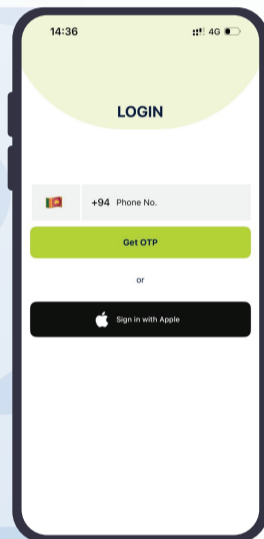 14:36 4G
LOGIN
+94 Phone No.
Get OTP
or
Sign in with Apple